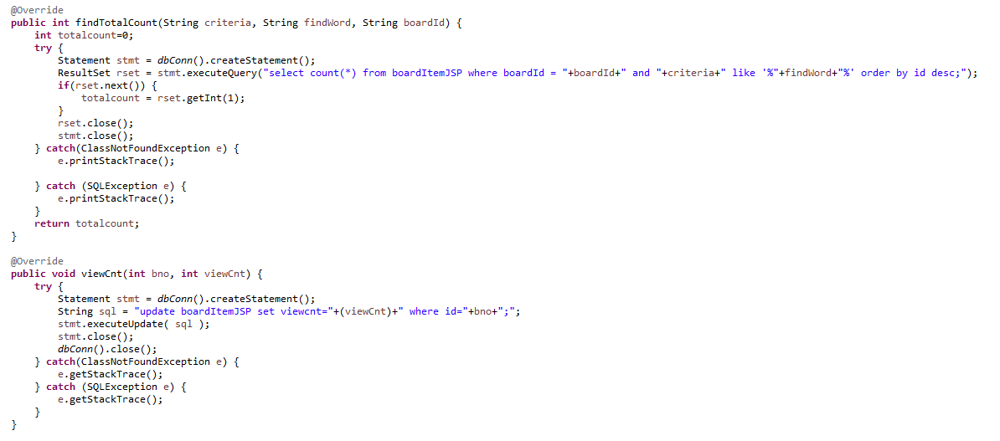 @Override
public int findTotalCount(String criteria, String findWord, String boardId) {
    int totalcount=0;
    try {
        Statement stmt = dbConn().createStatement();
        ResultSet rset = stmt.executeQuery("select count(*) from boardItemJSP where boardId = "+boardId+" and "+criteria+" like '%"+findWord+"%' order by id desc;");
        if(rset.next()) {
            totalcount = rset.getInt(1);
        }
        rset.close();
        stmt.close();
    } catch(ClassNotFoundException e) {
        e.printStackTrace();

    } catch (SQLException e) {
        e.printStackTrace();
    }
    return totalcount;
}

@Override
public void viewCnt(int bno, int viewCnt) {
    try {
        Statement stmt = dbConn().createStatement();
        String sql = "update boardItemJSP set viewcnt="+(viewCnt)+" where id="+bno+";";
        stmt.executeUpdate( sql );
        stmt.close();
        dbConn().close();
    } catch(ClassNotFoundException e) {
        e.getStackTrace();
    } catch (SQLException e) {
        e.getStackTrace();
    }
}